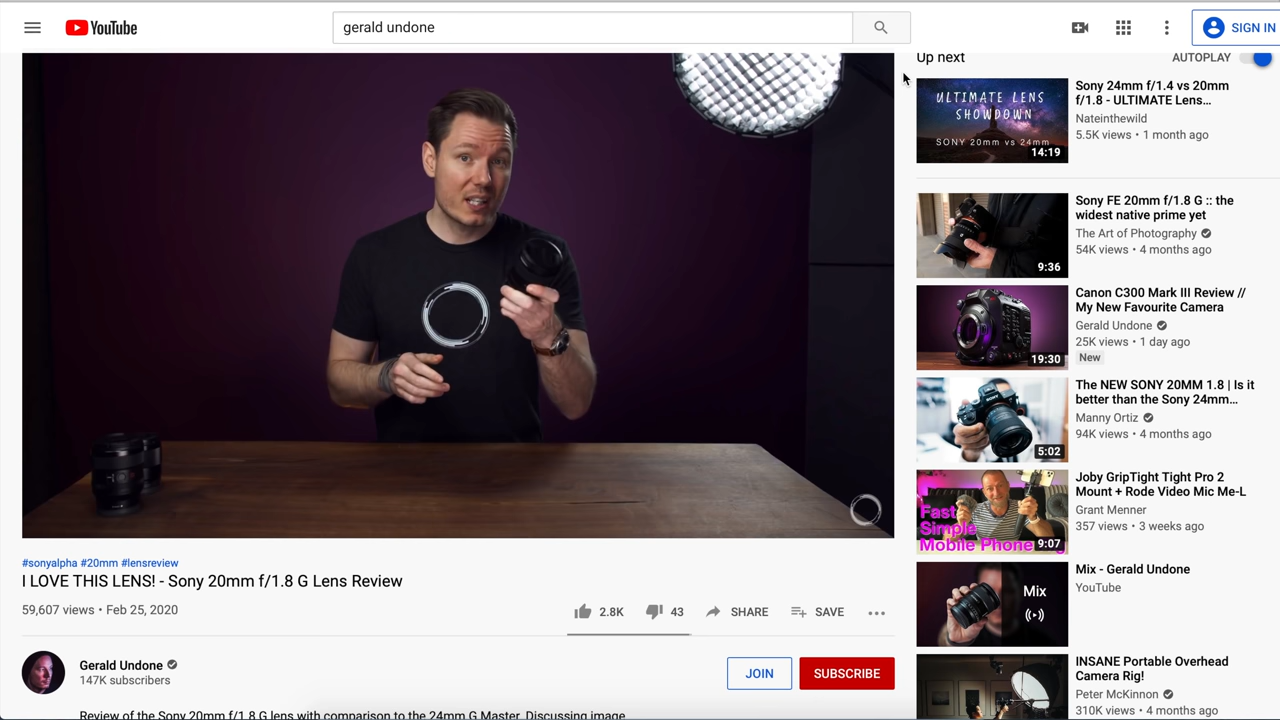 YouTube
gerald undone
SIGN IN
Up next
AUTOPLAY
ULTIMATE LENS
SHOWDOWN
SONY 20mm vs 24mm
14:19
Sony 24mm f/1.4 vs 20mm
f/1.8 - ULTIMATE Lens...
Nateinthewild
5.5K views • 1 month ago
9:36
Sony FE 20mm f/1.8 G :: the
widest native prime yet
The Art of Photography
54K views • 4 months ago
19:30
Canon C300 Mark III Review //
My New Favourite Camera
Gerald Undone
25K views • 1 day ago
New
5:02
The NEW SONY 20MM 1.8 | Is it
better than the Sony 24mm...
Manny Ortiz
94K views • 4 months ago
Fast
Simple
Mobile Phone
9:07
Joby GripTight Tight Pro 2
Mount + Rode Video Mic Me-L
Grant Menner
357 views • 3 weeks ago
Mix
Mix - Gerald Undone
YouTube
INSANE Portable Overhead
Camera Rig!
Peter McKinnon
310K views • 4 months ago
#sonyalpha #20mm #lensreview
I LOVE THIS LENS! - Sony 20mm f/1.8 G Lens Review
59,607 views • Feb 25, 2020
2.8K
43
SHARE
SAVE
Gerald Undone
147K subscribers
JOIN
SUBSCRIBE
Review of the Sony 20mm f/1.8 G lens with comparison to the 24mm G Master. Discussing image